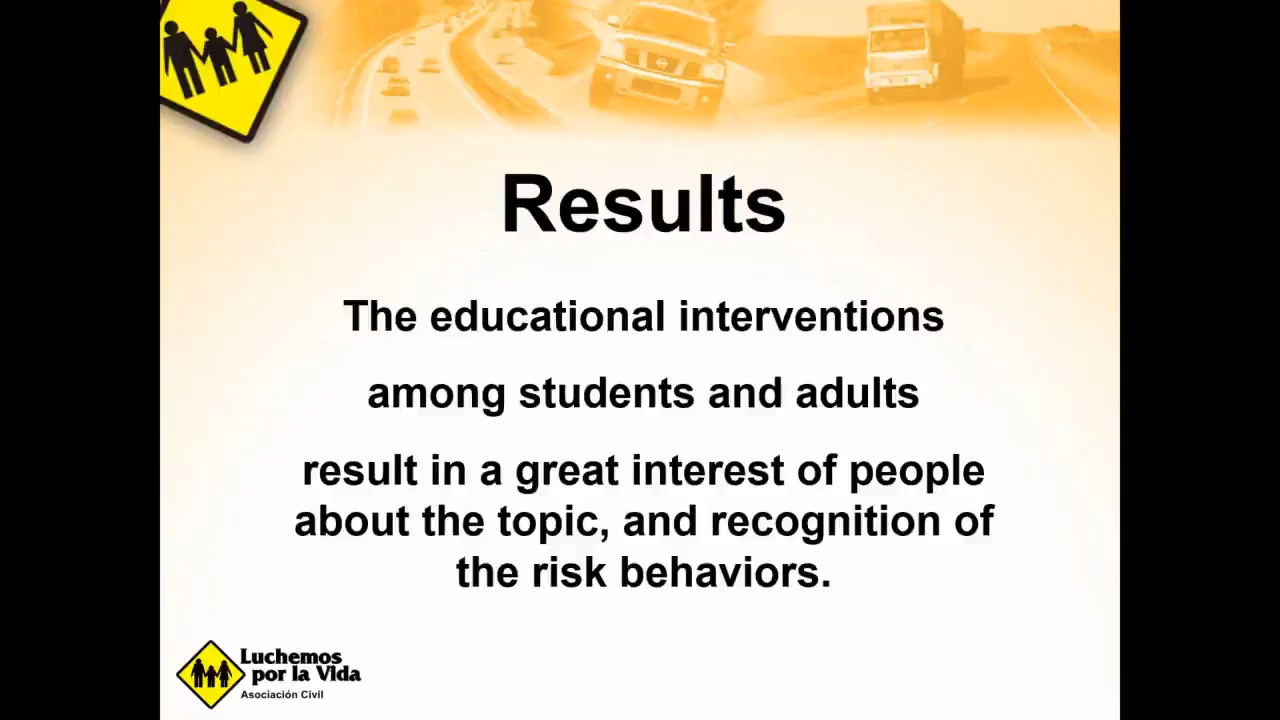 Results
The educational interventions
among students and adults
result in a great interest of people
about the topic, and recognition of
the risk behaviors.
Luchemos
por la Vida
Asociación Civil